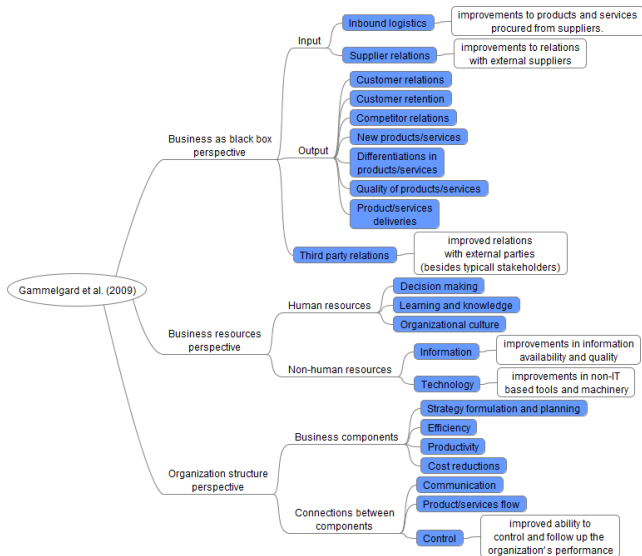 Inbound logistics
improvements to products and services
procured from suppliers.
Input
Supplier relations
improvements to relations
with external suppliers
Customer relations
Customer retention
Competitor relations
New products/services
Business as black box
perspective
Output
Differentiations in
products/services
Quality of products/services
Product/services
deliveries
Third party relations
improved relations
with external parties
(besides typicall stakeholders)
Gammelgard et al. (2009)
Decision making
Human resources
Learning and knowledge
Organizational culture
Business resources
perspective
Non-human resources
Information
improvements in information
availability and quality
Technology
improvements in non-IT
based tools and machinery
Strategy formulation and planning
Business components
Efficiency
Productivity
Cost reductions
Organization structure
perspective
Communication
Connections between
components
Product/services flow
Control
improved ability to
control and follow up the
organization's performance